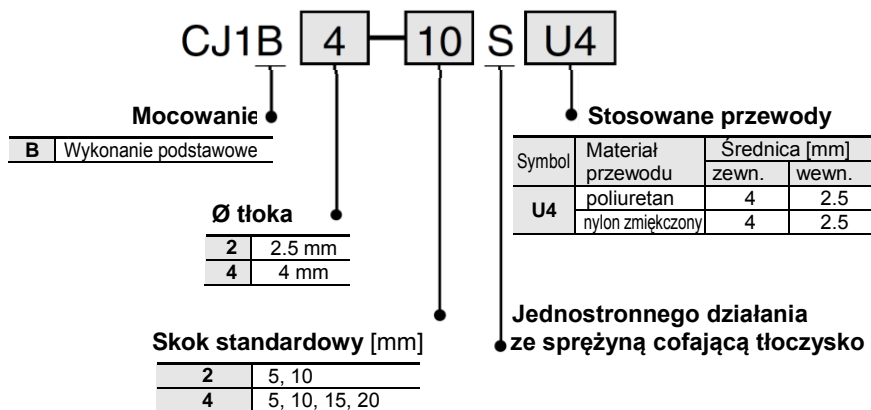 CJ1B 4 10 S U4
Mocowanie
B Wykonanie podstawowe
Stosowane przewody
Symbol Materiał przewodu Średnica [mm]
zewn. wewn.
U4 poliuretan 4 2.5
nylon zmiękczony 4 2.5
Ø tłoka
2 2.5 mm
4 4 mm
Skok standardowy [mm]
2 5, 10
4 5, 10, 15, 20
Jednostronnego działania
ze sprężyną cofającą tłoczysko